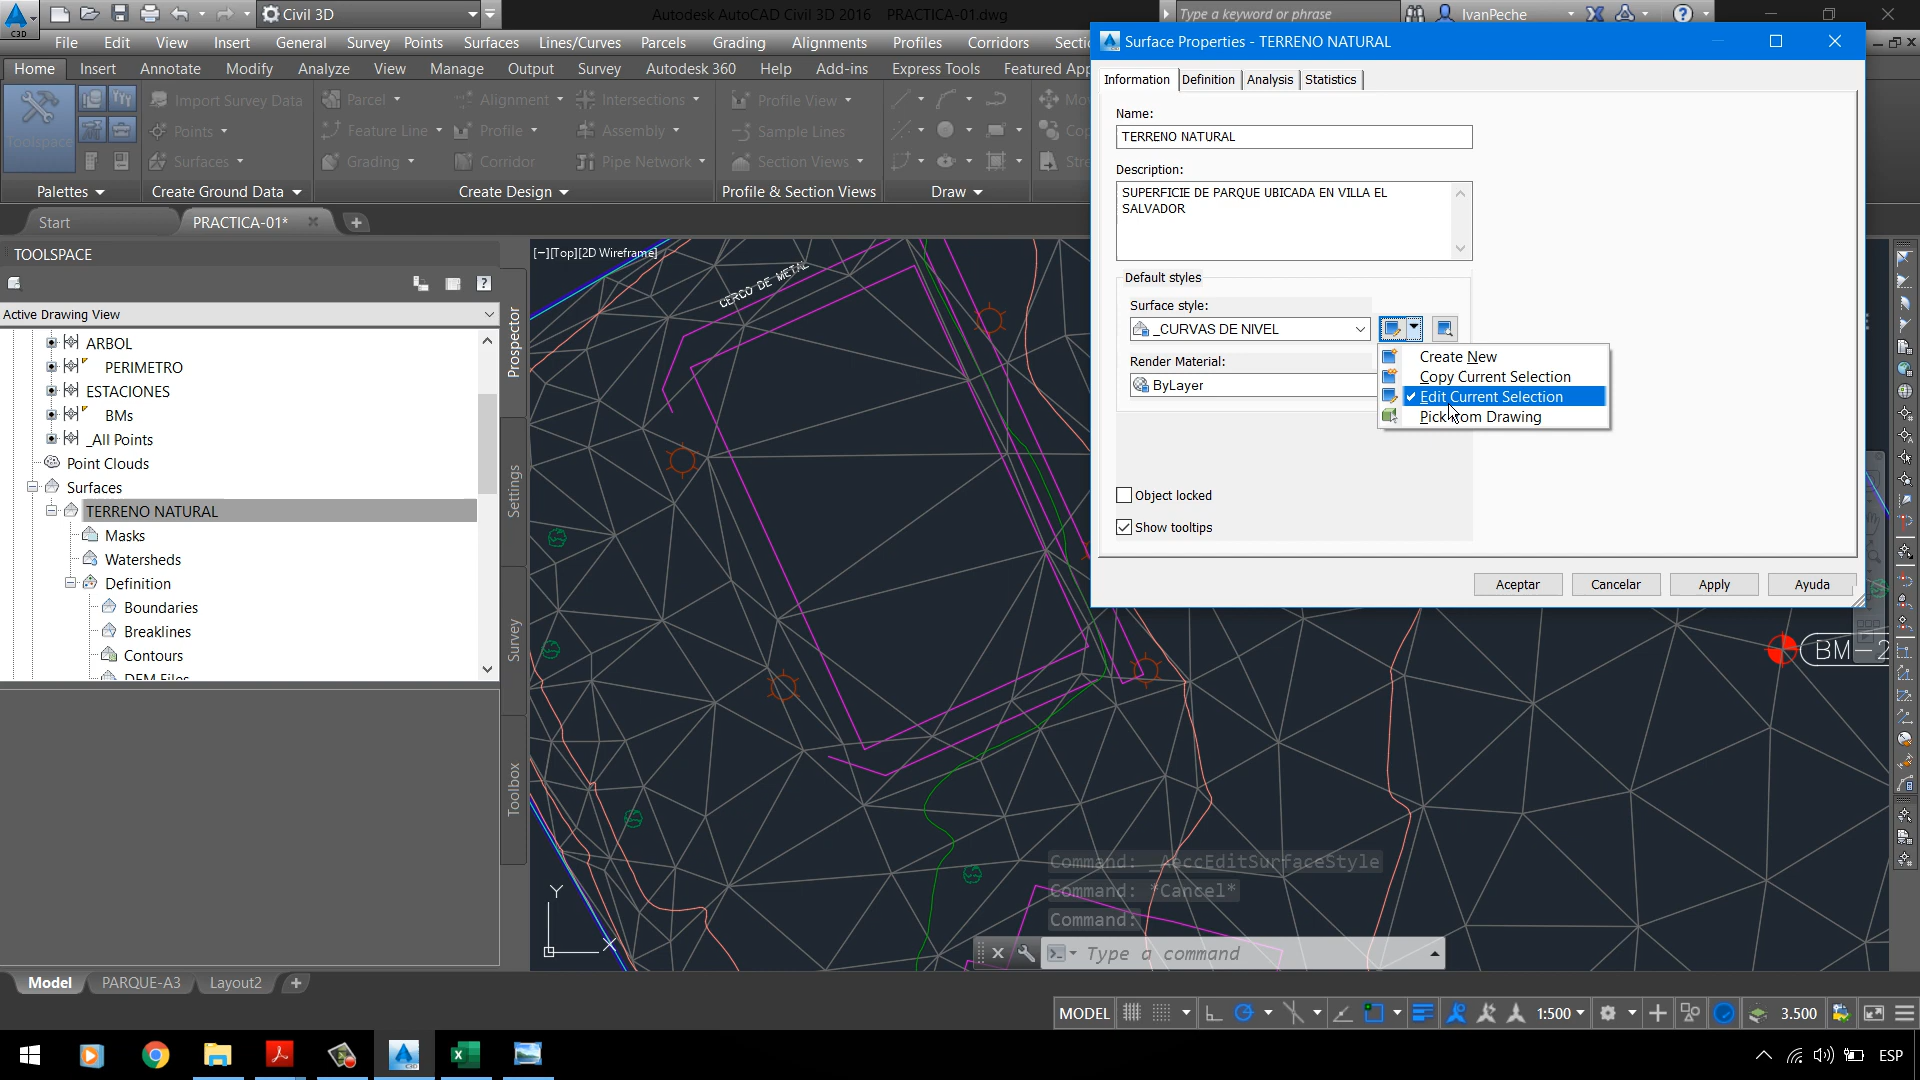 C3D
Civil 3D
Autodesk AutoCAD Civil 3D 2016 PRACTICA-01.dwg
Type a keyword or phrase
IvanPeche
File Edit View Insert General Survey Points Surfaces Lines/Curves Parcels Grading Alignments Profiles Corridors
Home Insert Annotate Modify Analyze View Manage Output Survey Autodesk 360 Help Add-ins Express Tools Featured
Toolspace
Import Survey Data
Points
Surfaces
Parcel
Feature Line
Grading
Alignment
Profile
Corridor
Intersections
Assembly
Pipe Network
Profile View
Sample Lines
Section Views
Palettes
Create Ground Data
Create Design
Profile & Section Views
Draw
Start
PRACTICA-01*
TOOLSPACE
Active Drawing View
ARBOL
PERIMETRO
ESTACIONES
BMs
_All Points
Point Clouds
Surfaces
TERRENO NATURAL
Masks
Watersheds
Definition
Boundaries
Breaklines
Contours
DEM Files
Prospector
Settings
Survey
Toolbox
[-][Top][2D Wireframe]
CERCO DE METAL
BM-2
Y
X
Surface Properties - TERRENO NATURAL
Information
Definition
Analysis
Statistics
Name:
TERRENO NATURAL
Description:
SUPERFICIE DE PARQUE UBICADA EN VILLA EL
SALVADOR
Default styles
Surface style:
_CURVAS DE NIVEL
Render Material:
ByLayer
Create New
Copy Current Selection
Edit Current Selection
Pick from Drawing
Object locked
Show tooltips
Aceptar
Cancelar
Apply
Ayuda
Command: _AeccEditSurfaceStyle
Command: *Cancel*
Command:
Type a command
Model
PARQUE-A3
Layout2
MODEL
1:500
3.500
ESP